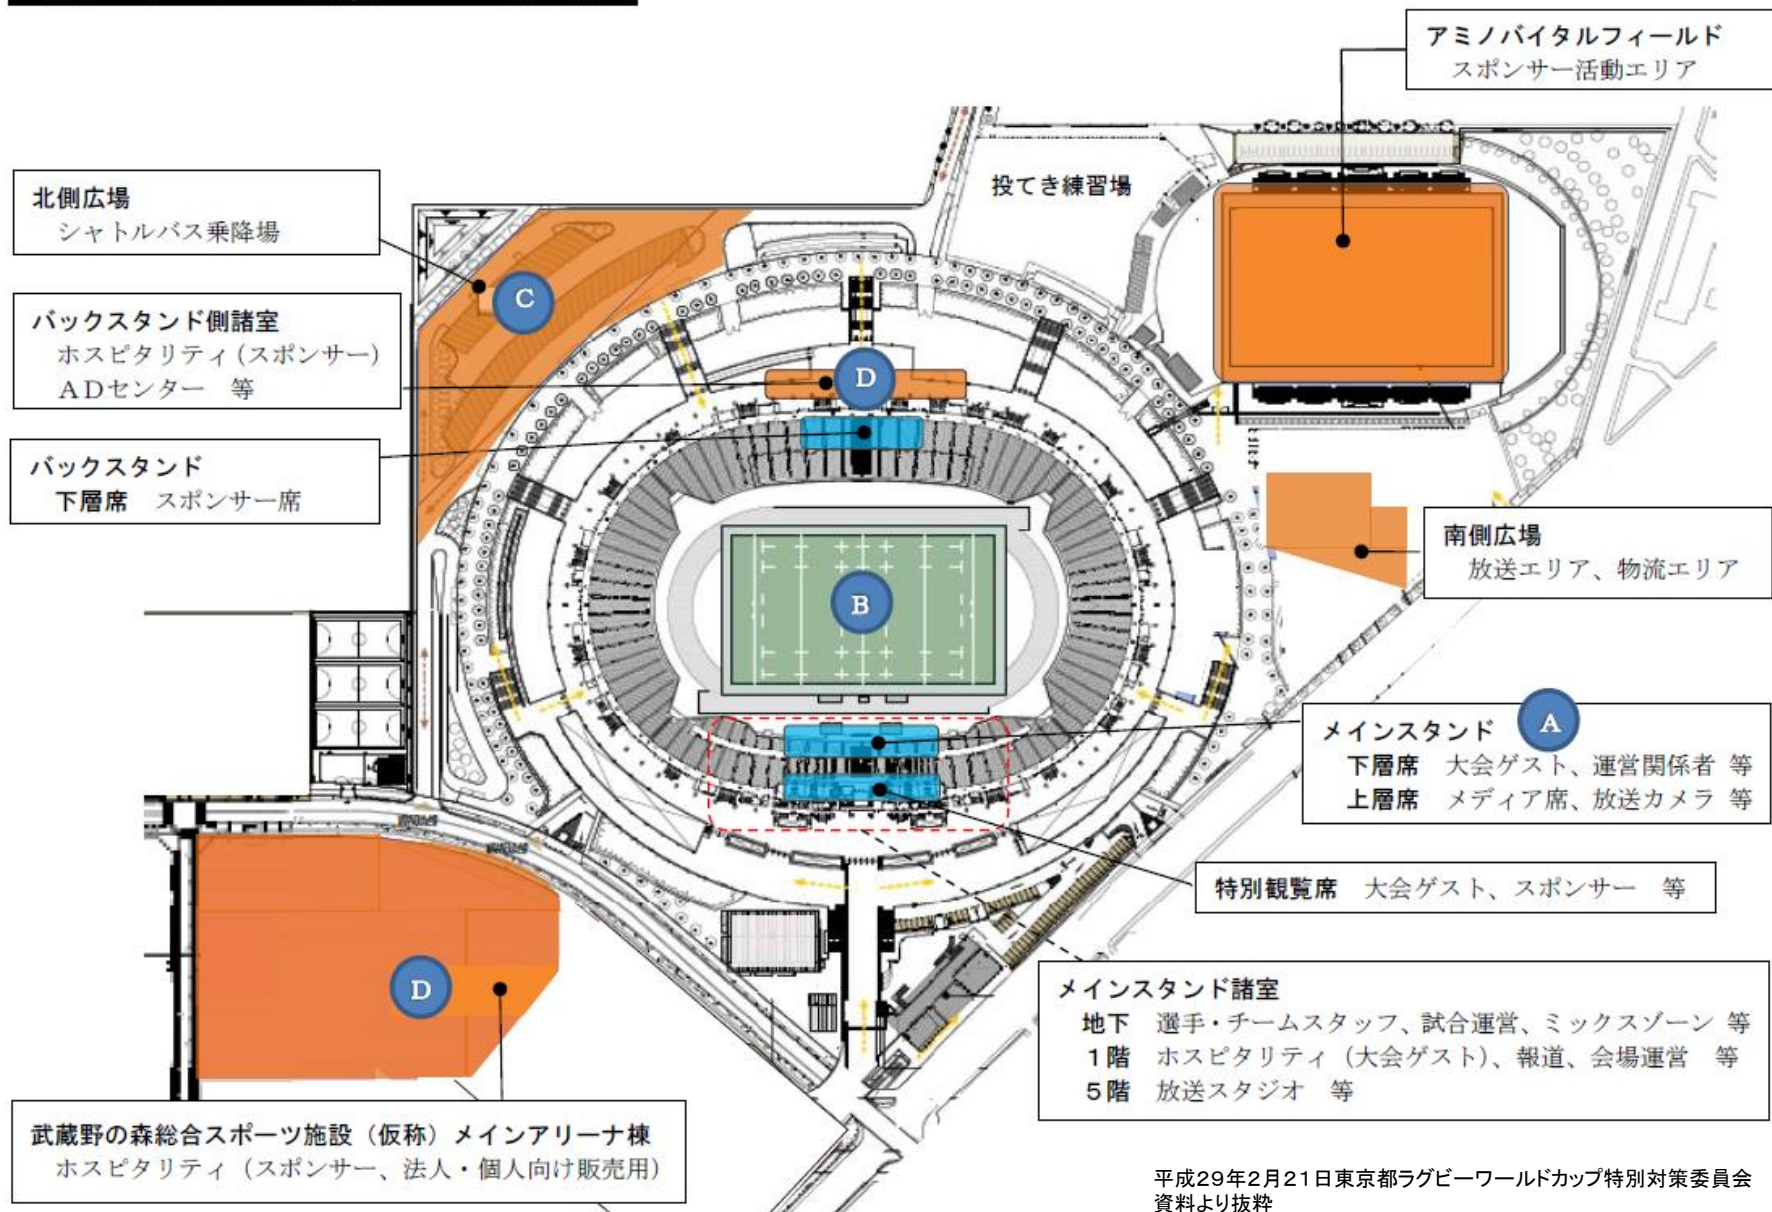 アミノバイタルフィールド
スポンサー活動エリア
投てき練習場
北側広場
シャトルバス乗降場
C
バックスタンド側諸室
ホスピタリティ(スポンサー)
ADセンター 等
D
バックスタンド
下層席 スポンサー席
南側広場
放送エリア、物流エリア
B
メインスタンド
A
下層席 大会ゲスト、運営関係者 等
上層席 メディア席、放送カメラ 等
特別観覧席 大会ゲスト、スポンサー 等
D
メインスタンド諸室
地下 選手・チームスタッフ、試合運営、ミックスゾーン 等
1階 ホスピタリティ(大会ゲスト)、報道、会場運営 等
5階 放送スタジオ 等
武蔵野の森総合スポーツ施設(仮称)メインアリーナ棟
ホスピタリティ(スポンサー、法人・個人向け販売用)
平成29年2月21日東京都ラグビーワールドカップ特別対策委員会
資料より抜粋